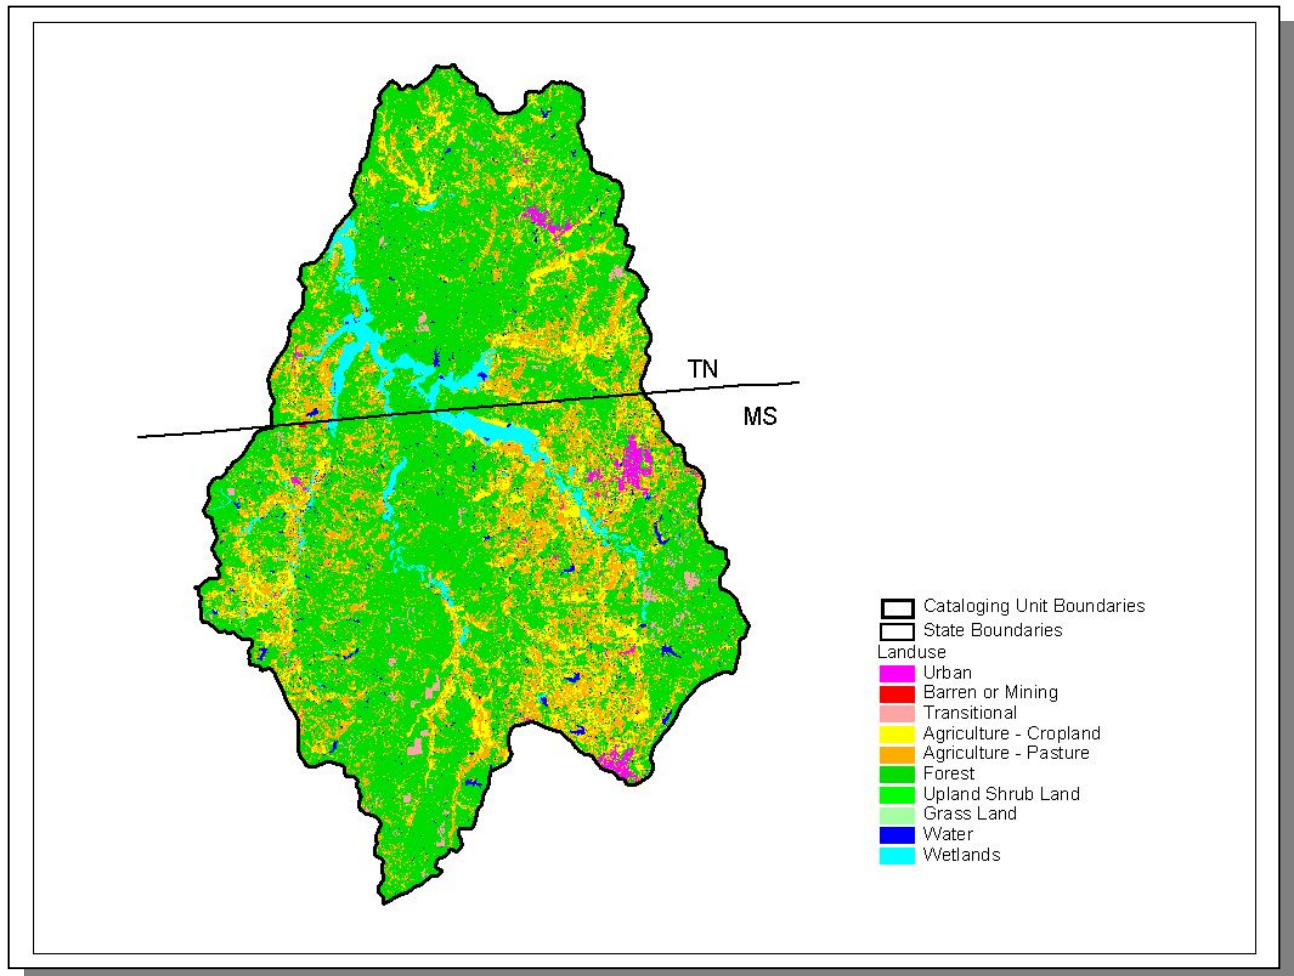 TN
MS
Cataloging Unit Boundaries
State Boundaries
Landuse
Urban
Barren or Mining
Transitional
Agriculture - Cropland
Agriculture - Pasture
Forest
Upland Shrub Land
Grass Land
Water
Wetlands